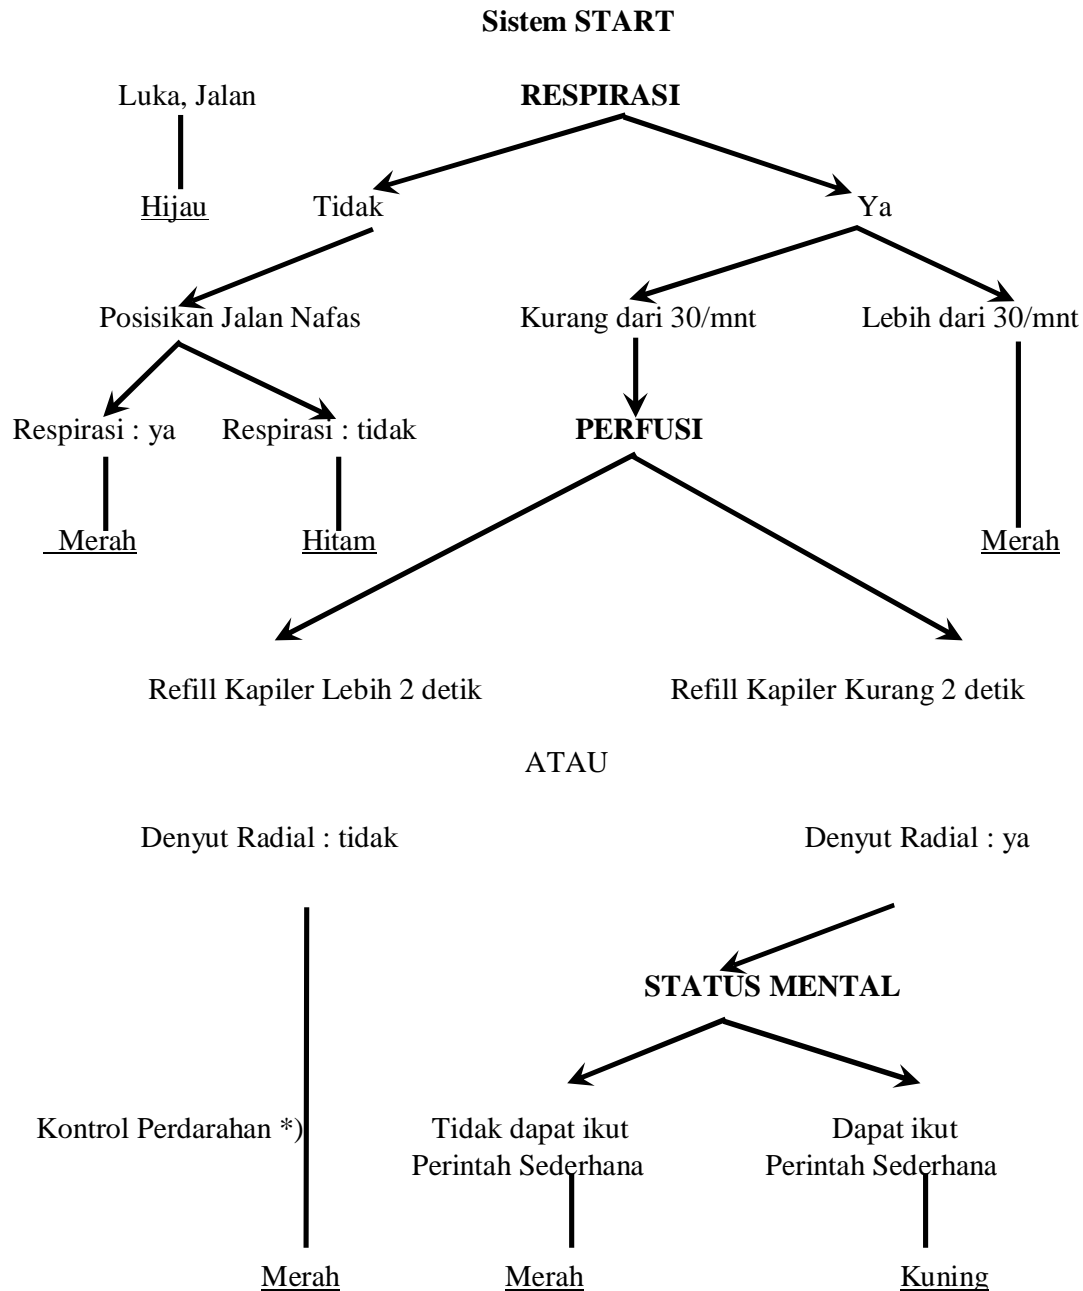 Sistem START
Luka, Jalan
RESPIRASI
Hijau
Tidak
Ya
Posisikan Jalan Nafas
Kurang dari 30/mnt
Lebih dari 30/mnt
Respirasi : ya
Respirasi : tidak
PERFUSI
Merah
Hitam
Merah
Refill Kapiler Lebih 2 detik
Refill Kapiler Kurang 2 detik
ATAU
Denyut Radial : tidak
Denyut Radial : ya
STATUS MENTAL
Kontrol Perdarahan *)
Tidak dapat ikut
Perintah Sederhana
Dapat ikut
Perintah Sederhana
Merah
Merah
Kuning